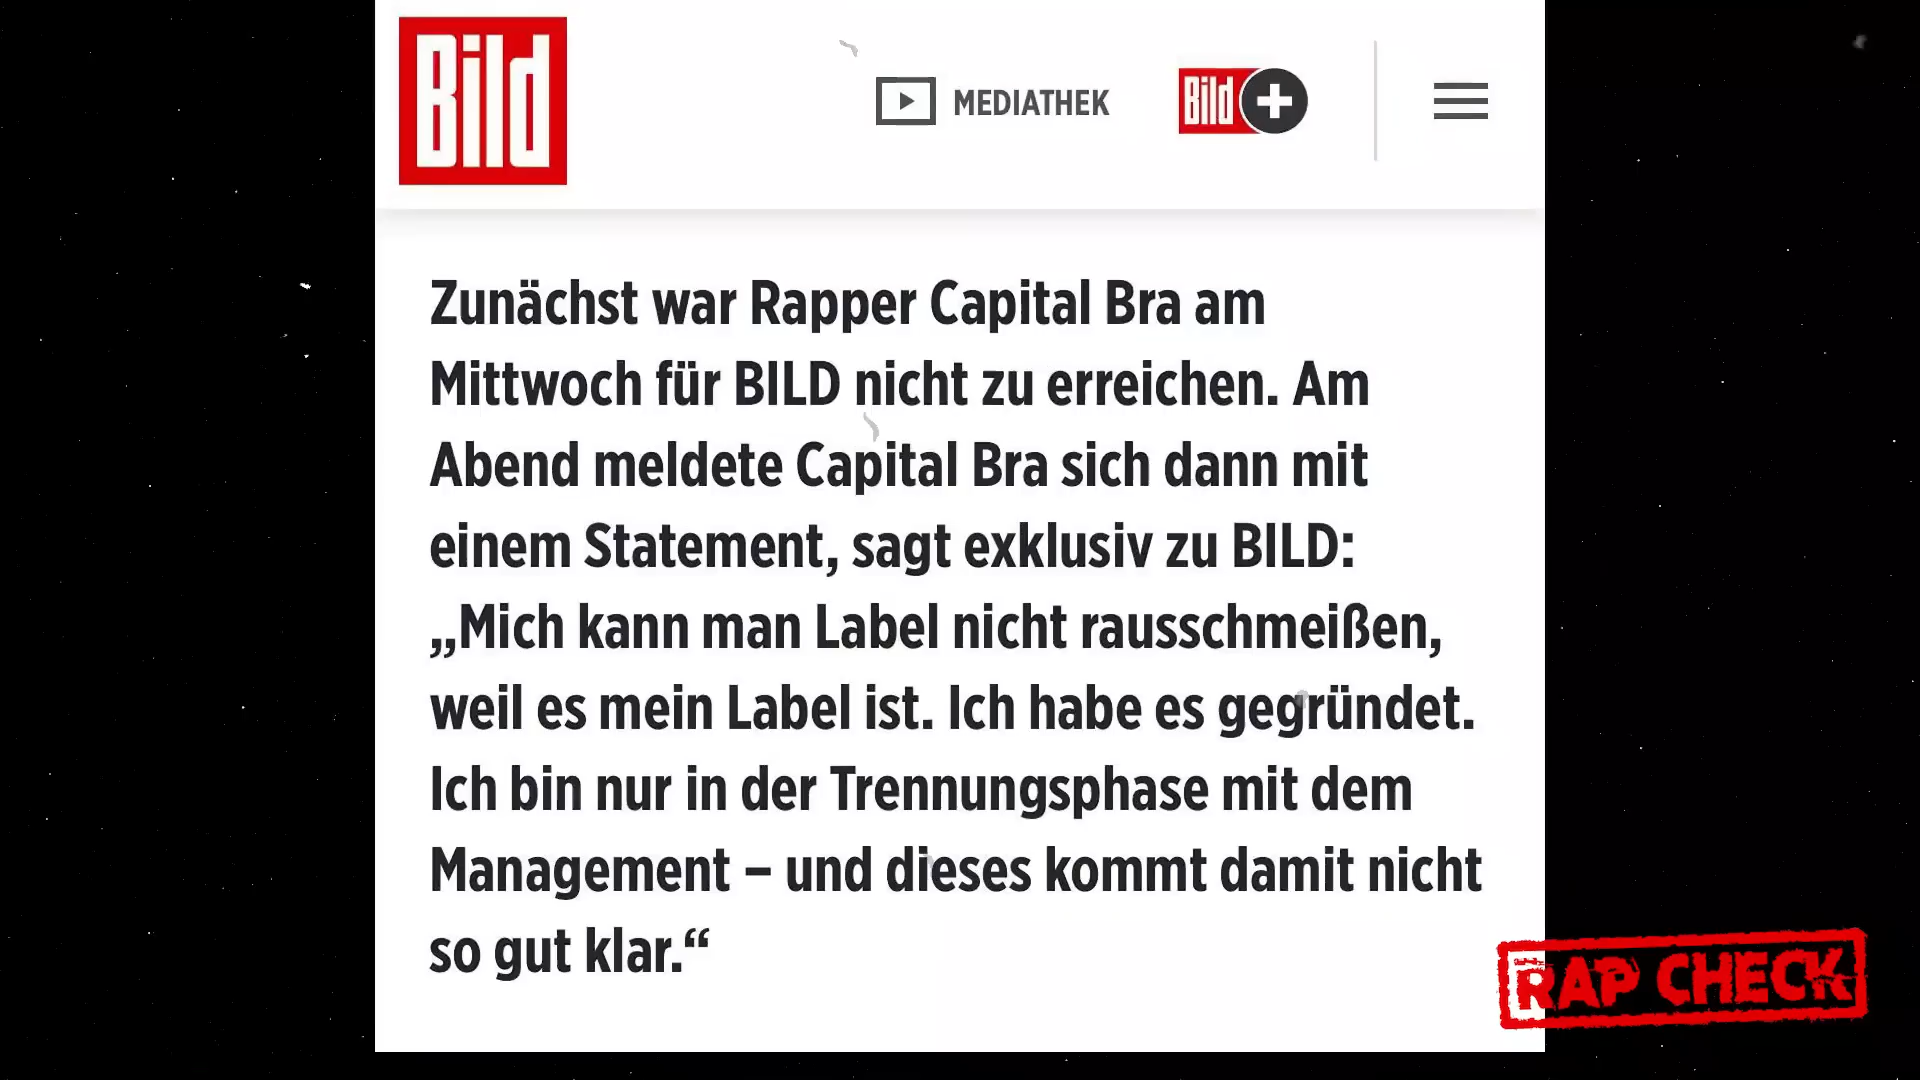 Bild
MEDIATHEK
Bild+
Zunächst war Rapper Capital Bra am
Mittwoch für BILD nicht zu erreichen. Am
Abend meldete Capital Bra sich dann mit
einem Statement, sagt exklusiv zu BILD:
„Mich kann man Label nicht rausschmeißen,
weil es mein Label ist. Ich habe es gegründet.
Ich bin nur in der Trennungsphase mit dem
Management – und dieses kommt damit nicht
so gut klar.“
RAP CHECK